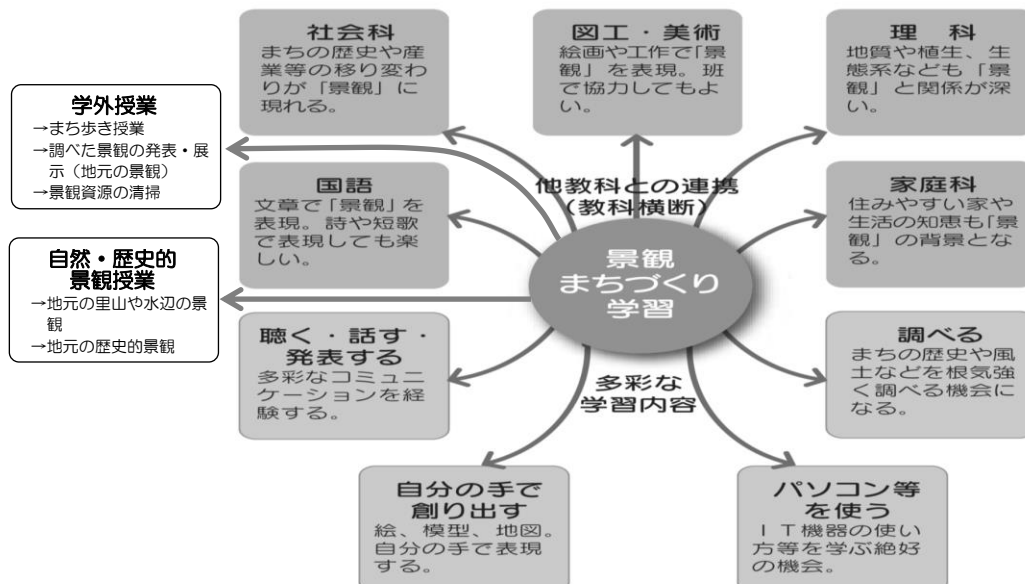 社会科
まちの歴史や産
業等の移り変わ
りが「景観」に
現れる。
図工・美術
絵画や工作で「景
観」を表現。班
で協力してもよ
い。
理　科
地質や植生、生
態系なども「景
観」と関係が深
い。
学外授業
→まち歩き授業
→調べた景観の発表・展
示（地元の景観）
→景観資源の清掃
国語
文章で「景観」を
表現。詩や短歌
で表現しても楽
しい。
他教科との連携
（教科横断）
家庭科
住みやすい家や
生活の知恵も「景
観」の背景とな
る。
自然・歴史的
景観授業
→地元の里山や水辺の景
観
→地元の歴史的景観
景観
まちづくり
学習
聴く・話す・
発表する
多彩なコミュニ
ケーションを経
験する。
多彩な
学習内容
調べる
まちの歴史や風
土などを根気強
く調べる機会に
なる。
自分の手で
創り出す
絵、模型、地図。
自分の手で表現
する。
パソコン等
を使う
ＩＴ機器の使い
方等を学ぶ絶好
の機会。